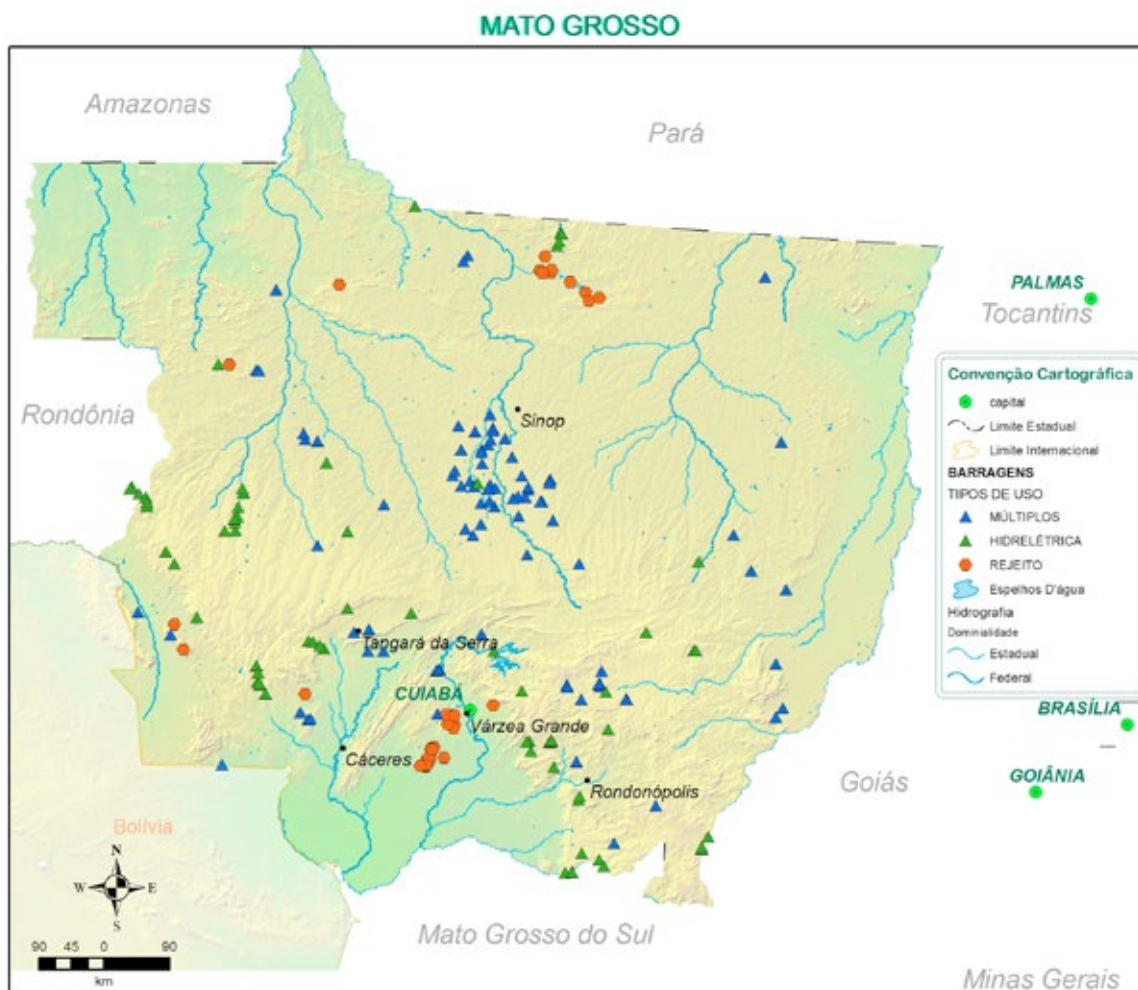 MATO GROSSO
Amazonas
Pará
PALMAS
Tocantins
Rondônia
Sinop
Convenção Cartográfica
capital
Limite Estadual
Limite Internacional
BARRAGENS
TIPOS DE USO
MÚLTIPLOS
HIDRELÉTRICA
REJEITO
Espelhos D'água
Hidrografia
Dominialidade
Estadual
Federal
Tangará da Serra
CUIABÁ
Várzea Grande
Cáceres
Rondonópolis
BRASÍLIA
Goiás
GOIÂNIA
Bolívia
N
W E
S
Mato Grosso do Sul
90 45 0 90
km
Minas Gerais